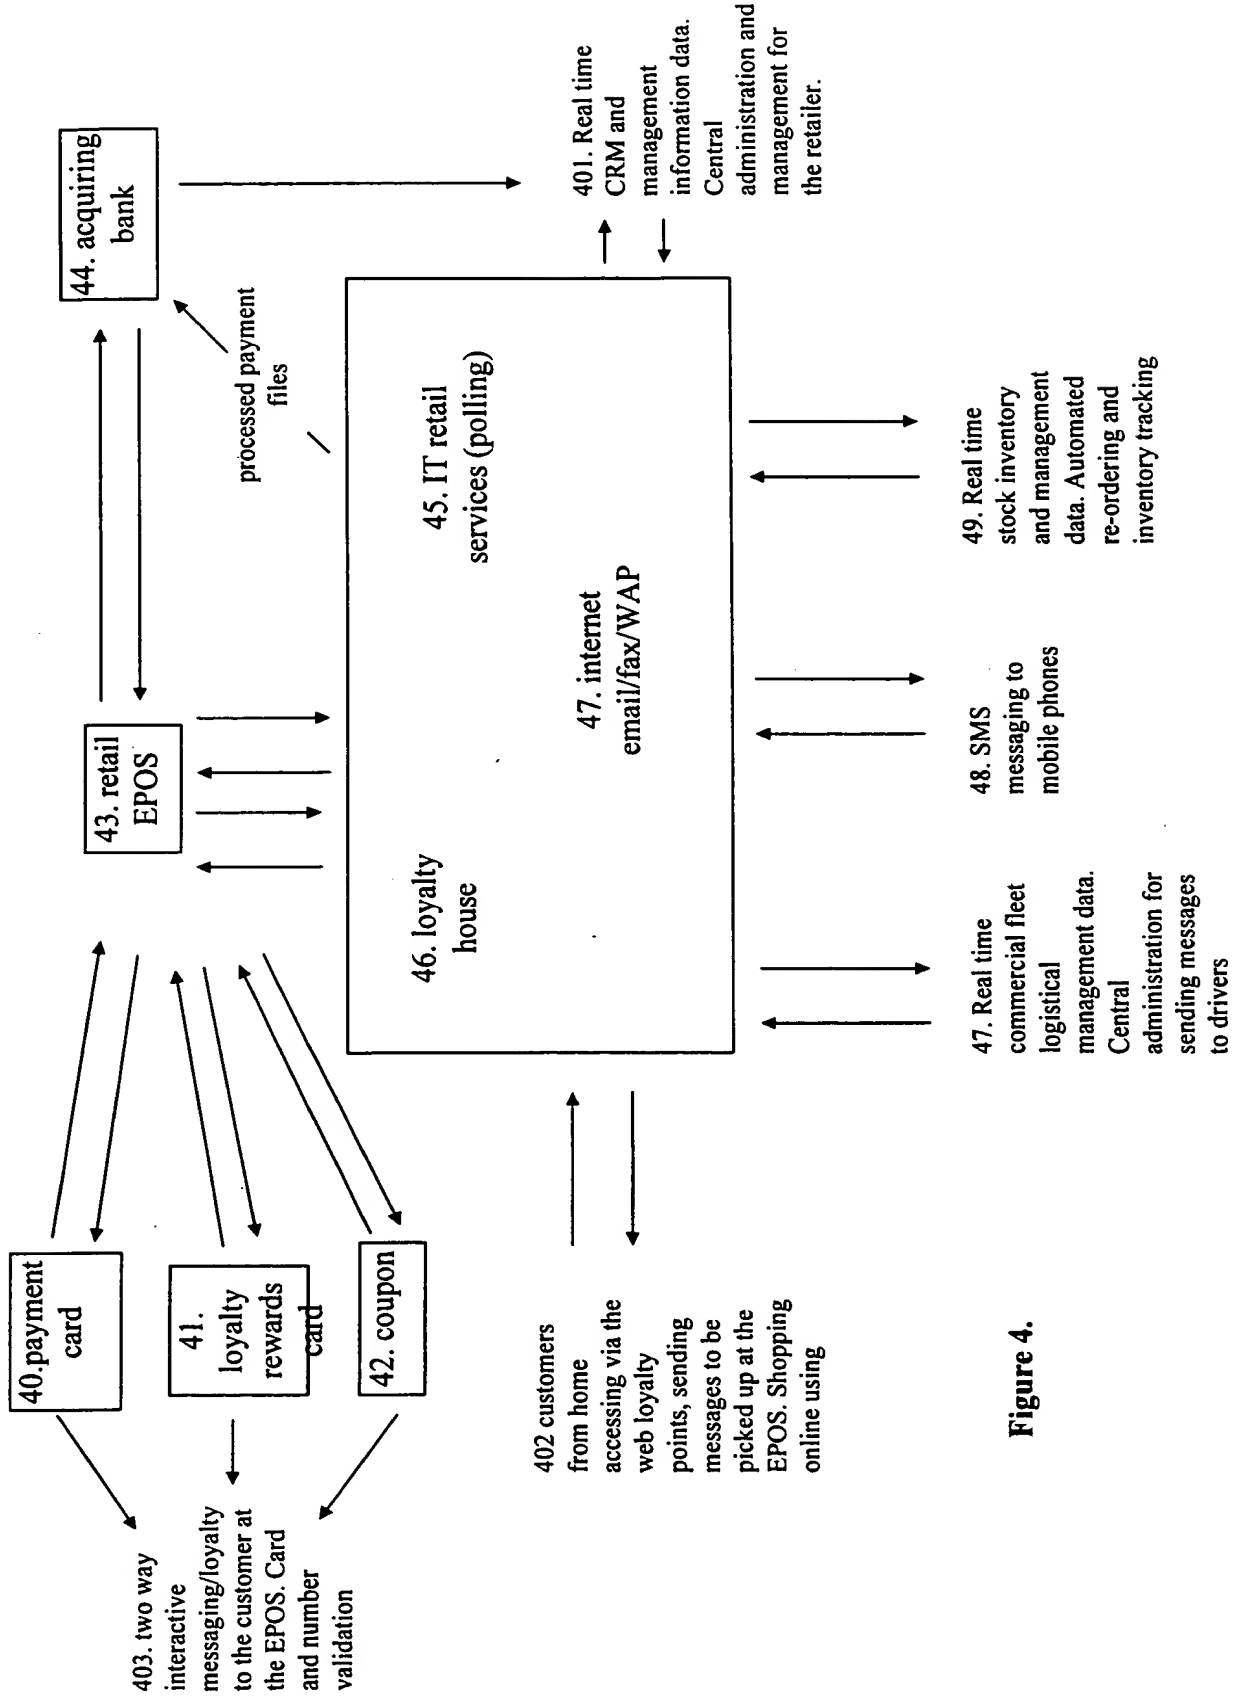 40.payment
card
41.
loyalty
rewards
card
42. coupon
43. retail
EPOS
44. acquiring
bank
processed payment
files
403. two way
interactive
messaging/loyalty
to the customer at
the EPOS. Card
and number
validation
46. loyalty
house
45. IT retail
services (polling)
47. internet
email/fax/WAP
401. Real time
CRM and
management
information data.
Central
administration and
management for
the retailer.
402 customers
from home
accessing via the
web loyalty
points, sending
messages to be
picked up at the
EPOS. Shopping
online using
47. Real time
commercial fleet
logistical
management data.
Central
administration for
sending messages
to drivers
48. SMS
messaging to
mobile phones
49. Real time
stock inventory
and management
data. Automated
re-ordering and
inventory tracking
Figure 4.